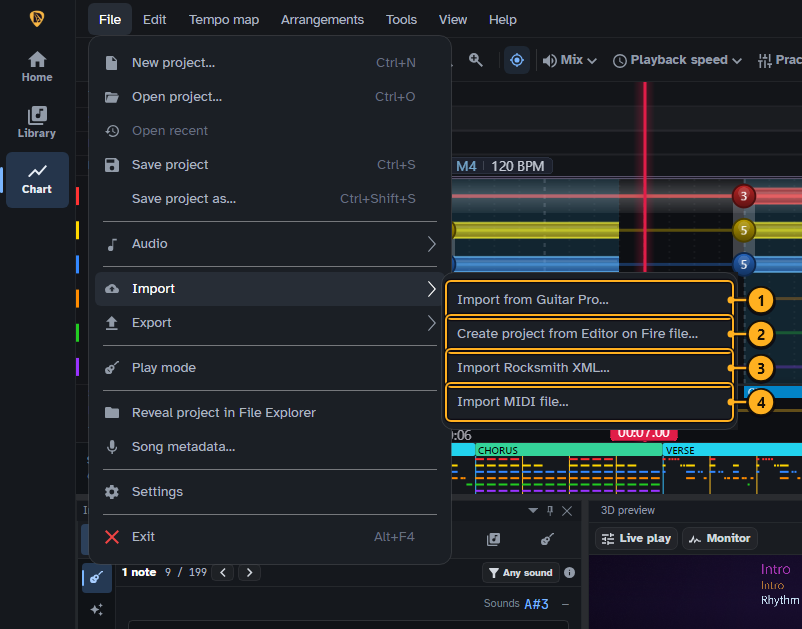 File Edit Tempo map Arrangements Tools View Help
Home
Library
Chart
New project... Ctrl+N
Open project... Ctrl+O
Open recent
Save project Ctrl+S
Save project as... Ctrl+Shift+S
Audio
Import
Export
Play mode
Reveal project in File Explorer
Song metadata...
Settings
Exit Alt+F4
Mix Playback speed
M4 120 BPM
3
5
5
Import from Guitar Pro... 1
Create project from Editor on Fire file... 2
Import Rocksmith XML... 3
Import MIDI file... 4
00:07.00
CHORUS VERSE
3D preview
Live play Monitor
1 note 9 / 199 Any sound
Sounds A#3 –
Intro
Intro
Rhythm